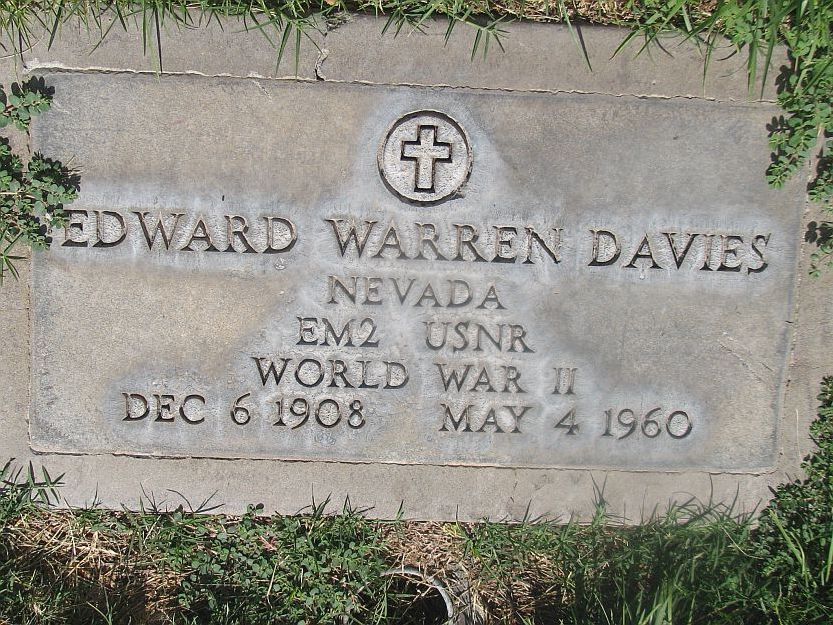 EDWARD WARREN DAVIES
NEVADA
EM2 USNR
WORLD WAR II
DEC 6 1908 MAY 4 1960